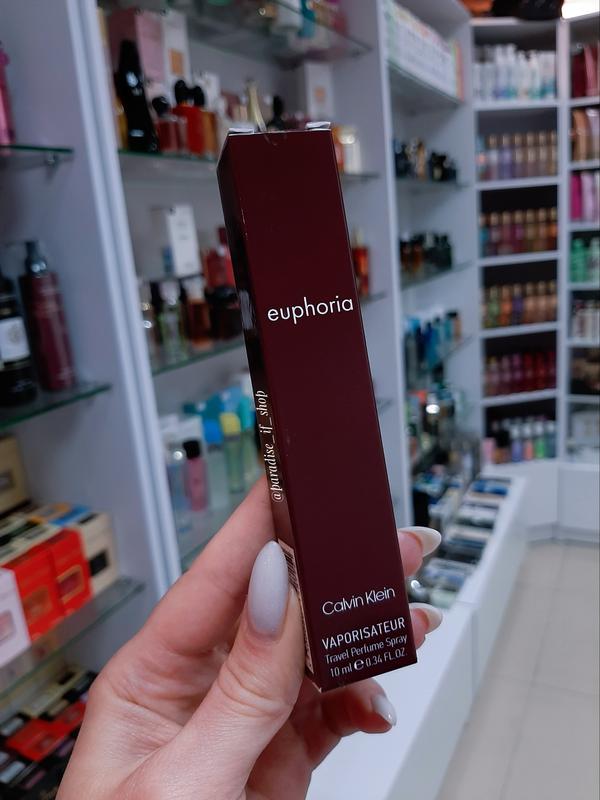 euphoria
@paradise_if_shop
Calvin Klein
VAPORISATEUR
Travel Perfume Spray
10 ml ℮ 0.34 FL.OZ